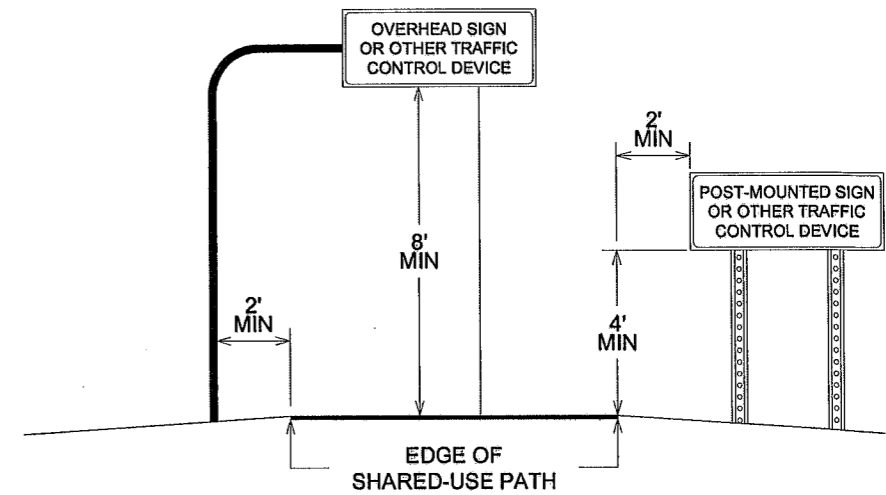 OVERHEAD SIGN
OR OTHER TRAFFIC
CONTROL DEVICE
2'
MIN
POST-MOUNTED SIGN
OR OTHER TRAFFIC
CONTROL DEVICE
8'
MIN
2'
MIN
4'
MIN
EDGE OF
SHARED-USE PATH